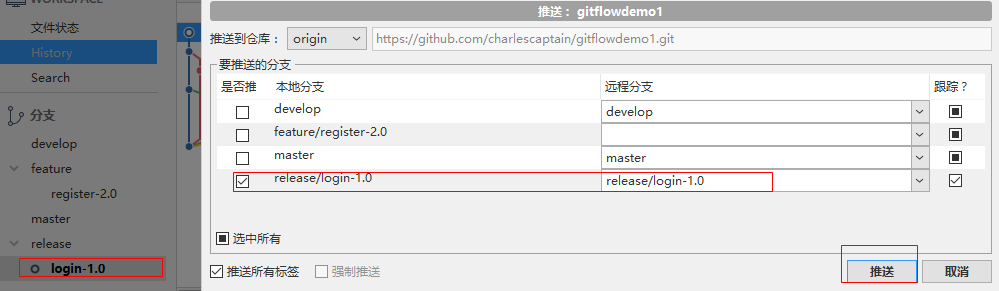 WORKSPACE
文件状态
History
Search
分支
develop
feature
register-2.0
master
release
login-1.0
推送： gitflowdemo1
推送到仓库： origin https://github.com/charlescaptain/gitflowdemo1.git
要推送的分支
是否推 本地分支 远程分支 跟踪？
develop develop
feature/register-2.0
master master
release/login-1.0 release/login-1.0
选中所有
推送所有标签 强制推送 推送 取消